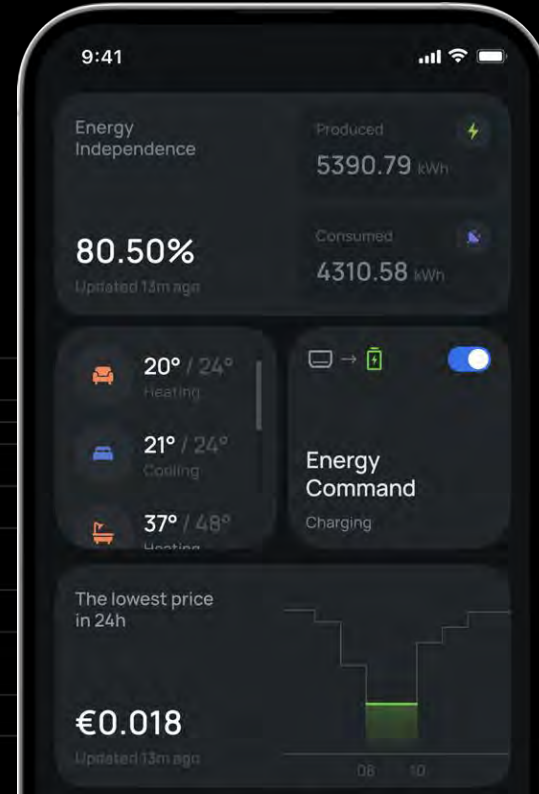 9:41
Energy
Independence
80.50%
Updated 13m ago
Produced
5390.79 kWh
Consumed
4310.58 kWh
20° / 24°
Heating
21° / 24°
Cooling
37° / 48°
Heating
Energy
Command
Charging
The lowest price
in 24h
€0.018
Updated 13m ago
08 10